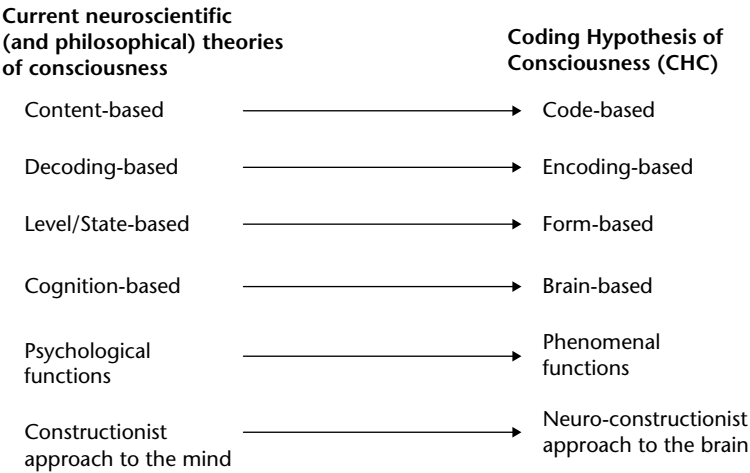 Current neuroscientific
(and philosophical) theories
of consciousness
Coding Hypothesis of
Consciousness (CHC)
Content-based
Code-based
Decoding-based
Encoding-based
Level/State-based
Form-based
Cognition-based
Brain-based
Psychological
functions
Phenomenal
functions
Constructionist
approach to the mind
Neuro-constructionist
approach to the brain